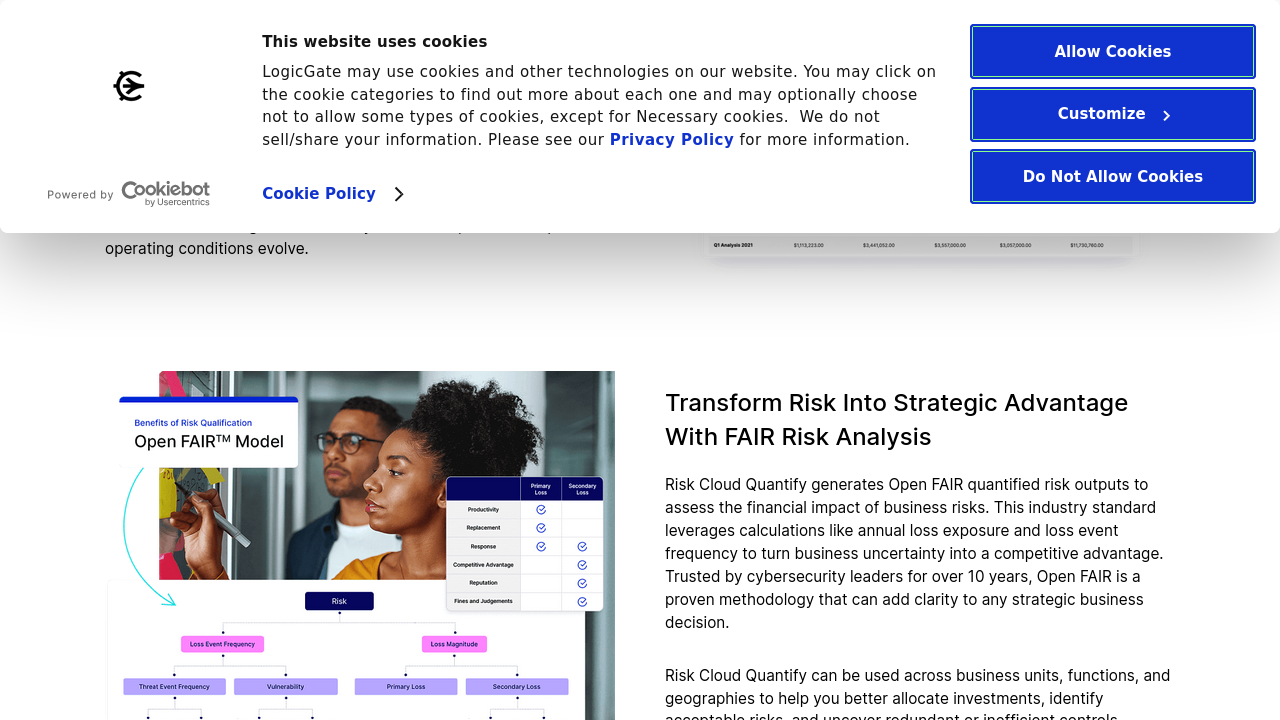 This website uses cookies
LogicGate may use cookies and other technologies on our website. You may click on
the cookie categories to find out more about each one and may optionally choose
not to allow some types of cookies, except for Necessary cookies.  We do not
sell/share your information. Please see our Privacy Policy for more information.
Cookie Policy
Powered by Cookiebot
by Usercentrics
Allow Cookies
Customize
Do Not Allow Cookies
operating conditions evolve.
Q1 Analysis 2021 $1,113,223.00 $3,441,052.00 $3,557,000.00 $3,057,000.00 $11,730,760.00
Benefits of Risk Qualification
Open FAIR™ Model
Primary Loss
Secondary Loss
Productivity
Replacement
Response
Competitive Advantage
Reputation
Fines and Judgements
Risk
Loss Event Frequency
Loss Magnitude
Threat Event Frequency
Vulnerability
Primary Loss
Secondary Loss
Transform Risk Into Strategic Advantage
With FAIR Risk Analysis
Risk Cloud Quantify generates Open FAIR quantified risk outputs to
assess the financial impact of business risks. This industry standard
leverages calculations like annual loss exposure and loss event
frequency to turn business uncertainty into a competitive advantage.
Trusted by cybersecurity leaders for over 10 years, Open FAIR is a
proven methodology that can add clarity to any strategic business
decision.
Risk Cloud Quantify can be used across business units, functions, and
geographies to help you better allocate investments, identify
acceptable risks, and uncover redundant or inefficient controls